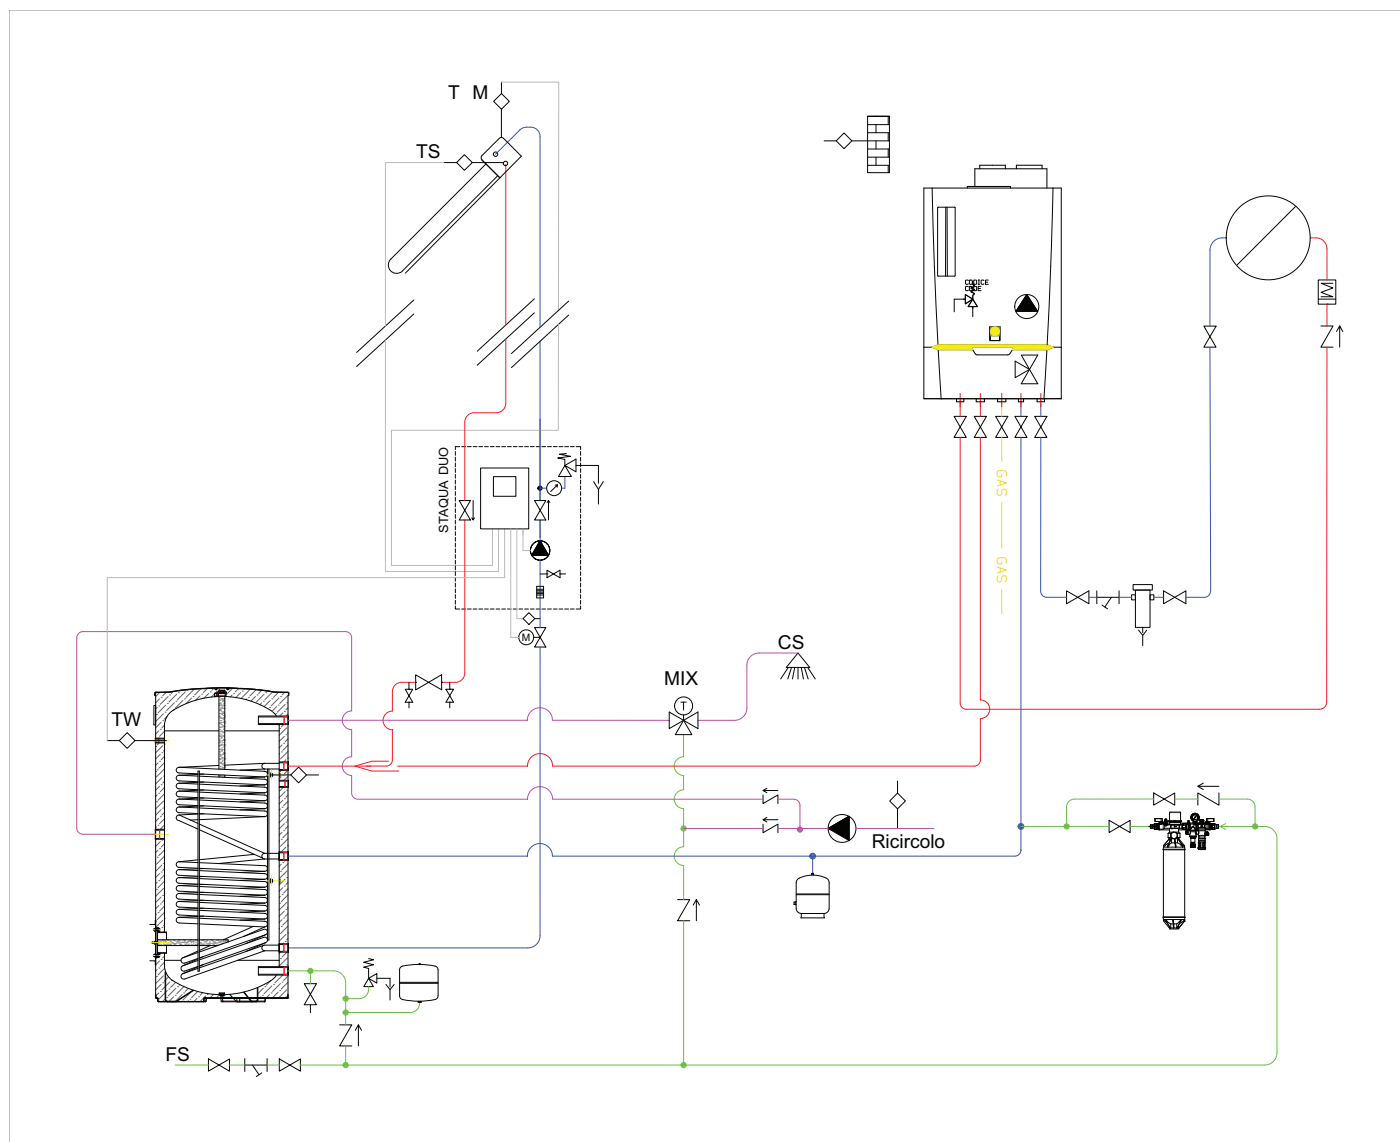 T M
TS
CODICE
CODE
STAQUA DUO
GAS
GAS
M
CS
MIX
T
TW
Ricircolo
FS